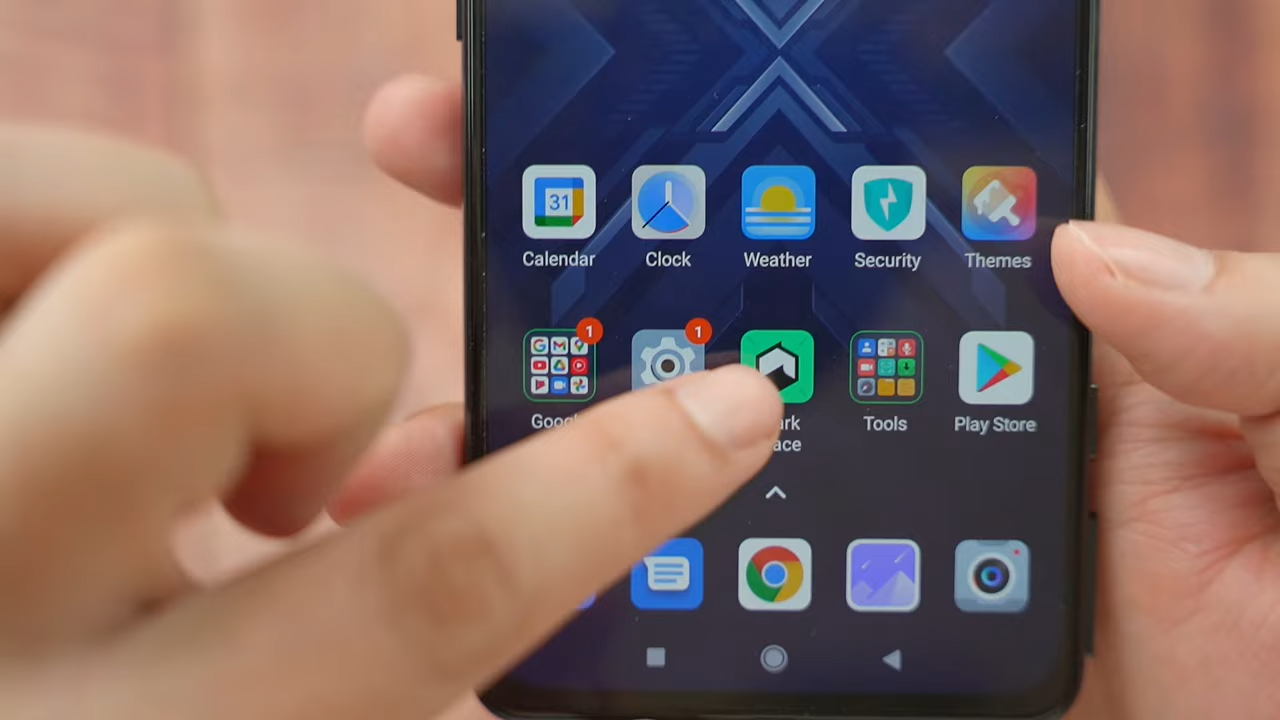 31
Calendar
Clock
Weather
Security
Themes
1
1
Tools
Play Store